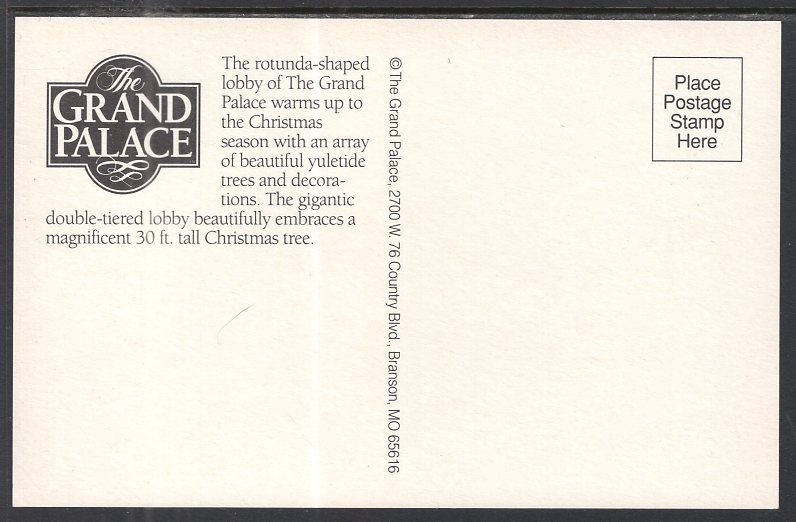 The
GRAND
PALACE
The rotunda-shaped
lobby of The Grand
Palace warms up to
the Christmas
season with an array
of beautiful yuletide
trees and decora-
tions. The gigantic
double-tiered lobby beautifully embraces a
magnificent 30 ft. tall Christmas tree.
©The Grand Palace, 2700 W. 76 Country Blvd., Branson, MO 65616
Place
Postage
Stamp
Here